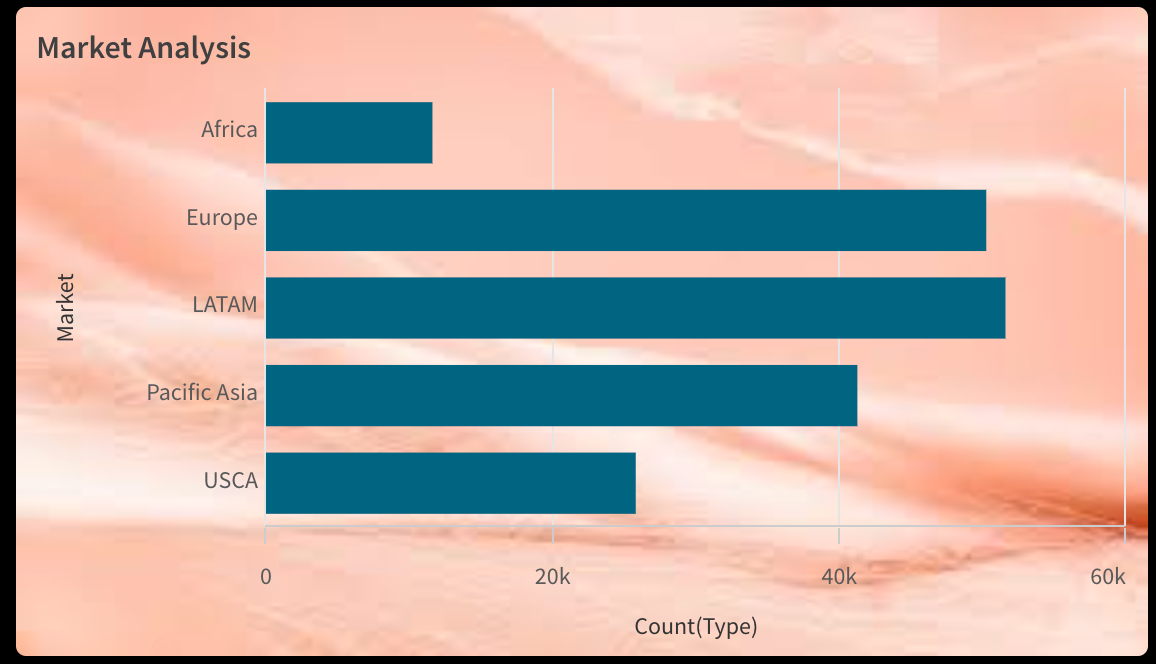 Market Analysis
Africa
Europe
LATAM
Pacific Asia
USCA
Market
0 20k 40k 60k
Count(Type)